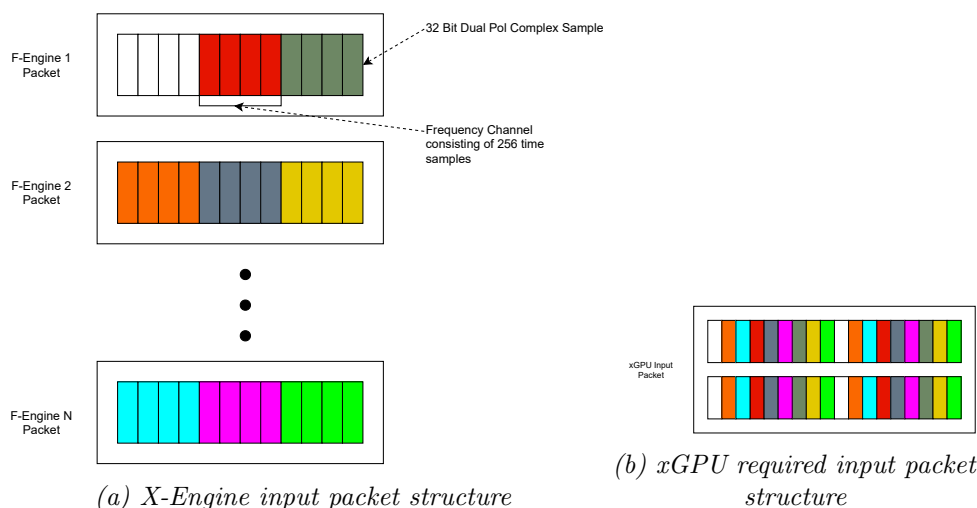 F-Engine 1
Packet
32 Bit Dual Pol Complex Sample
Frequency Channel
consisting of 256 time
samples
F-Engine 2
Packet
F-Engine N
Packet
(a) X-Engine input packet structure
xGPU Input
Packet
(b) xGPU required input packet
structure